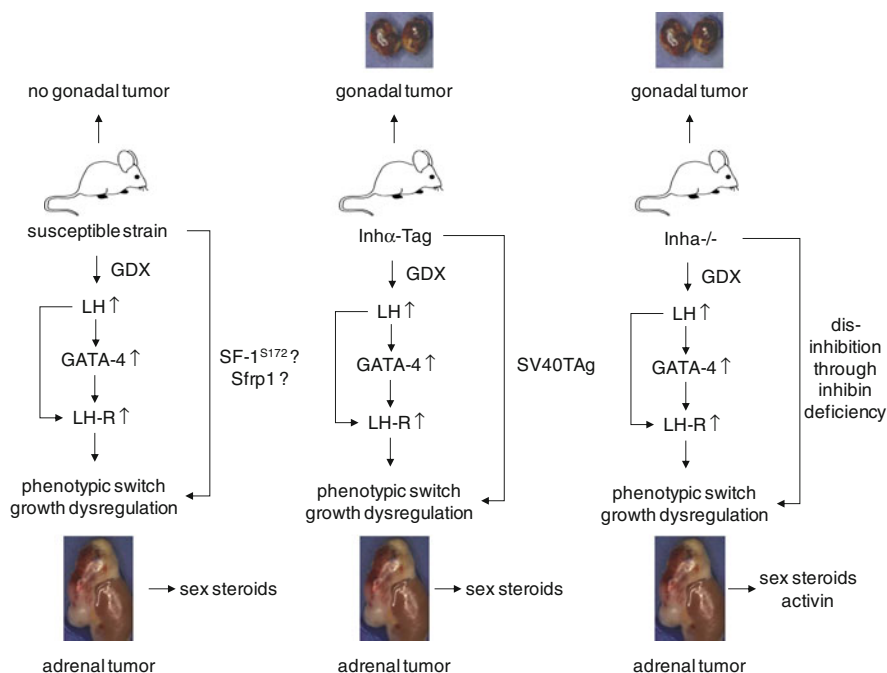 no gonadal tumor
susceptible strain
GDX
LH↑
GATA-4↑
LH-R↑
SF-1S172?
Sfrp1?
phenotypic switch
growth dysregulation
sex steroids
adrenal tumor
gonadal tumor
Inhα-Tag
GDX
LH↑
GATA-4↑
LH-R↑
SV40TAg
phenotypic switch
growth dysregulation
sex steroids
adrenal tumor
gonadal tumor
Inha-/-
GDX
LH↑
GATA-4↑
LH-R↑
dis-
inhibition
through
inhibin
deficiency
phenotypic switch
growth dysregulation
sex steroids
activin
adrenal tumor